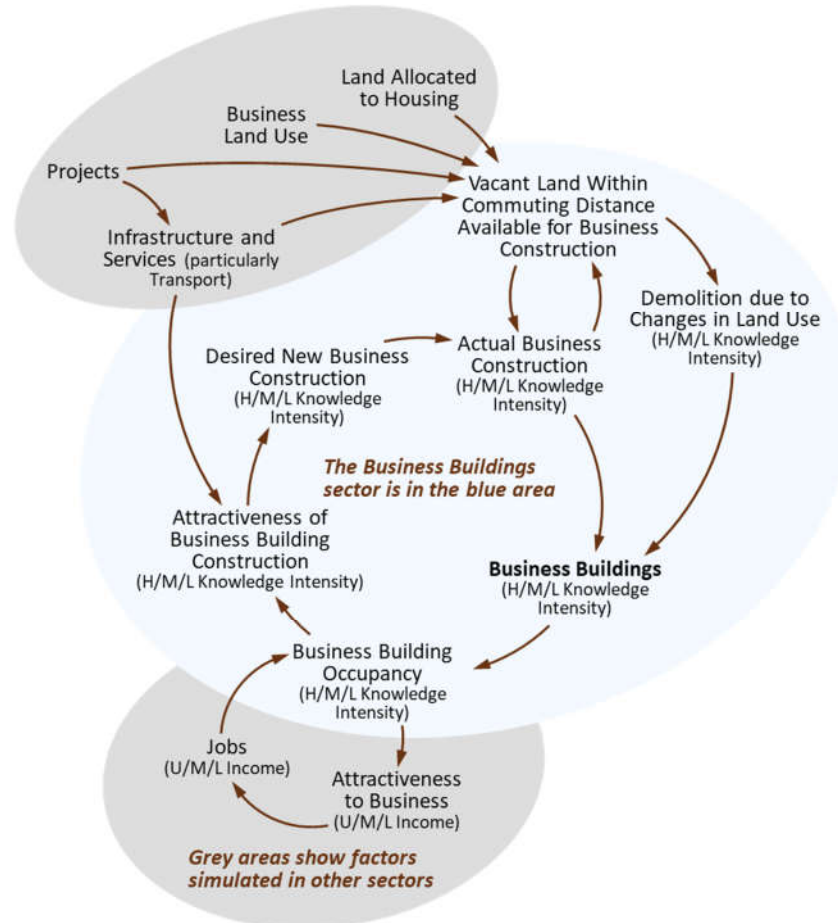 Land Allocated
to Housing
Business
Land Use
Projects
Infrastructure and
Services (particularly
Transport)
Vacant Land Within
Commuting Distance
Available for Business
Construction
Demolition due to
Changes in Land Use
(H/M/L Knowledge
Intensity)
Desired New Business
Construction
(H/M/L Knowledge
Intensity)
Actual Business
Construction
(H/M/L Knowledge
Intensity)
The Business Buildings
sector is in the blue area
Attractiveness of
Business Building
Construction
(H/M/L Knowledge Intensity)
Business Buildings
(H/M/L Knowledge
Intensity)
Business Building
Occupancy
(H/M/L Knowledge
Intensity)
Jobs
(U/M/L Income)
Attractiveness
to Business
(U/M/L Income)
Grey areas show factors
simulated in other sectors